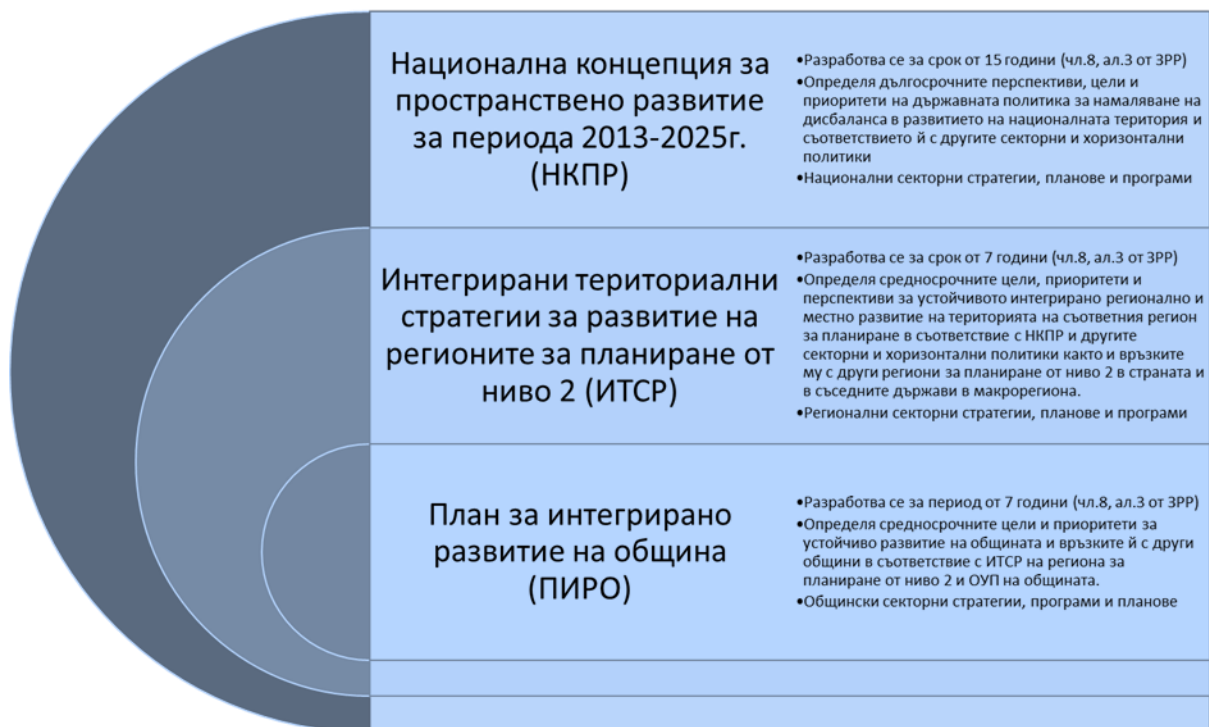 Национална концепция за
пространствено развитие
за периода 2013-2025г.
(НКПР)
•Разработва се за срок от 15 години (чл.8, ал.3 от ЗРР)
•Определя дългосрочните перспективи, цели и
приоритети на държавната политика за намаляване на
дисбаланса в развитието на националната територия и
съответствието й с другите секторни и хоризонтални
политики
•Национални секторни стратегии, планове и програми
Интегрирани териториални
стратегии за развитие на
регионите за планиране от
ниво 2 (ИТСР)
•Разработва се за срок от 7 години (чл.8, ал.3 от ЗРР)
•Определя средносрочните цели, приоритети и
перспективи за устойчивото интегрирано регионално и
местно развитие на територията на съответния регион
за планиране в съответствие с НКПР и другите
секторни и хоризонтални политики както и връзките
му с други региони за планиране от ниво 2 в страната и
в съседните държави в макрорегиона.
•Регионални секторни стратегии, планове и програми
План за интегрирано
развитие на община
(ПИРО)
•Разработва се за период от 7 години (чл.8, ал.3 от ЗРР)
•Определя средносрочните цели и приоритети за
устойчиво развитие на общината и връзките й с други
общини в съответствие с ИТСР на региона за
планиране от ниво 2 и ОУП на общината.
•Общински секторни стратегии, програми и планове